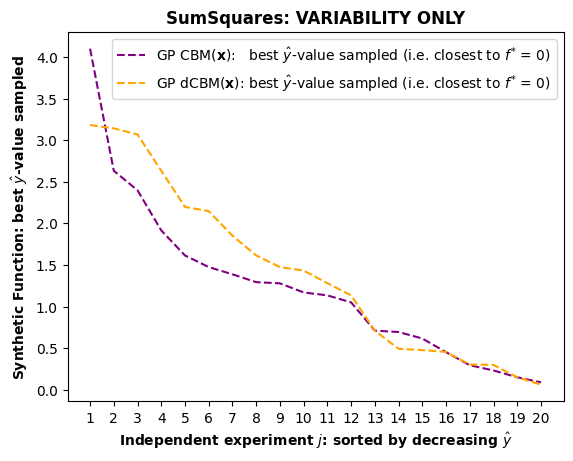 SumSquares: VARIABILITY ONLY
GP CBM(x): best ŷ-value sampled (i.e. closest to f* = 0)
GP dCBM(x): best ŷ-value sampled (i.e. closest to f* = 0)
Synthetic Function: best ŷ-value sampled
4.0
3.5
3.0
2.5
2.0
1.5
1.0
0.5
0.0
1 2 3 4 5 6 7 8 9 10 11 12 13 14 15 16 17 18 19 20
Independent experiment j: sorted by decreasing ŷ